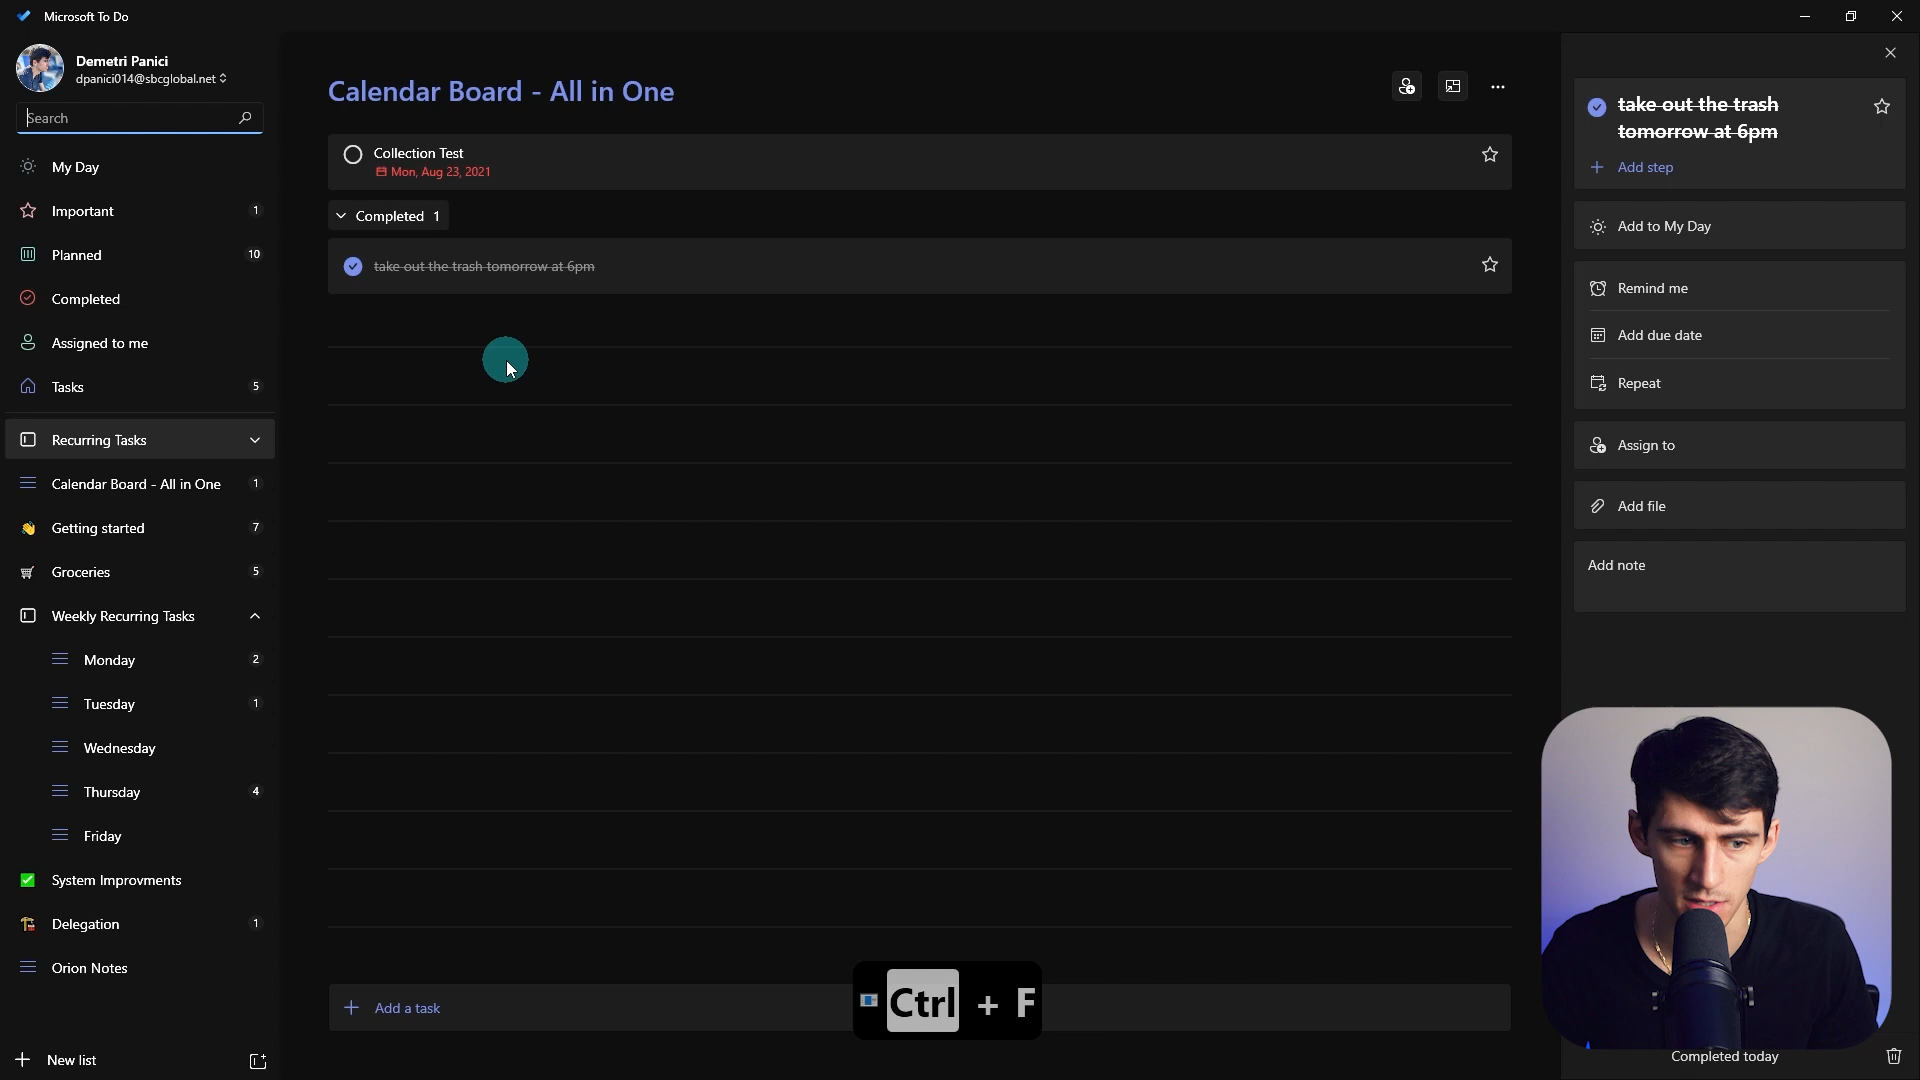 Microsoft To Do
Demetri Panici
dpanici014@sbcglobal.net
Search
My Day
Important 1
Planned 10
Completed
Assigned to me
Tasks 5
Recurring Tasks
Calendar Board - All in One 1
Getting started 7
Groceries 5
Weekly Recurring Tasks
Monday 2
Tuesday 1
Wednesday
Thursday 4
Friday
System Improvments
Delegation 1
Orion Notes
New list
Calendar Board - All in One
Collection Test
Mon, Aug 23, 2021
Completed 1
take out the trash tomorrow at 6pm
Add a task
Ctrl + F
take out the trash
tomorrow at 6pm
Add step
Add to My Day
Remind me
Add due date
Repeat
Assign to
Add file
Add note
Completed today